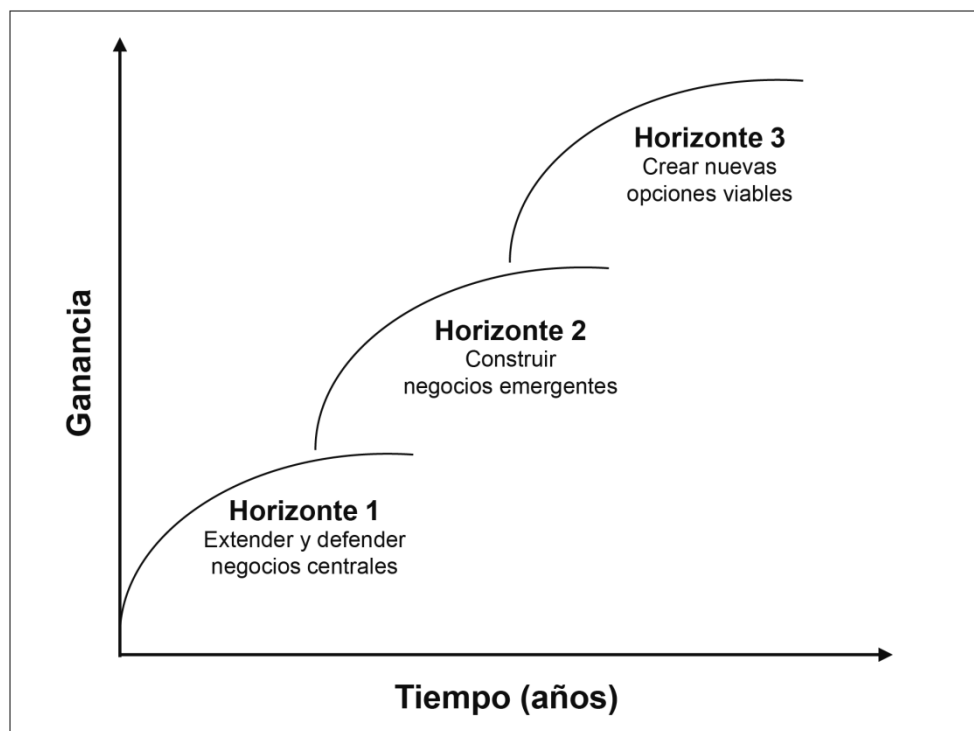 Horizonte 3
Crear nuevas
opciones viables
Horizonte 2
Construir
negocios emergentes
Horizonte 1
Extender y defender
negocios centrales
Ganancia
Tiempo (años)